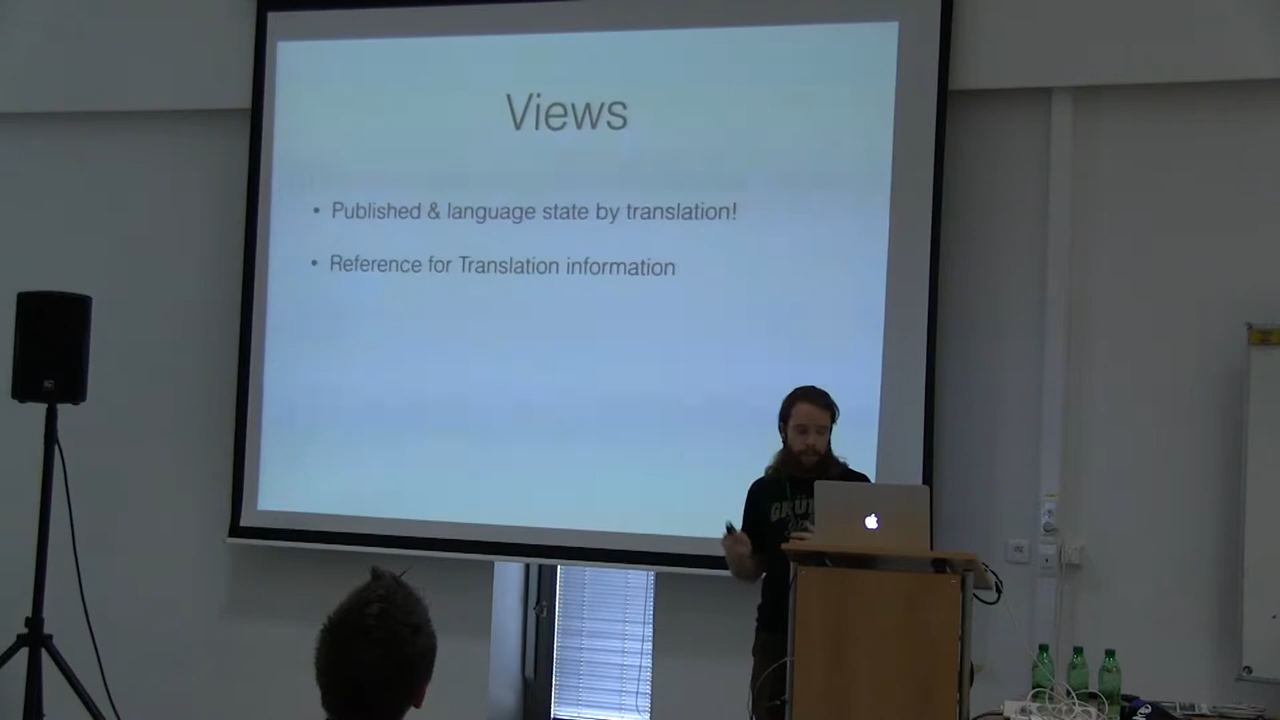 Views
• Published & language state by translation!
• Reference for Translation information